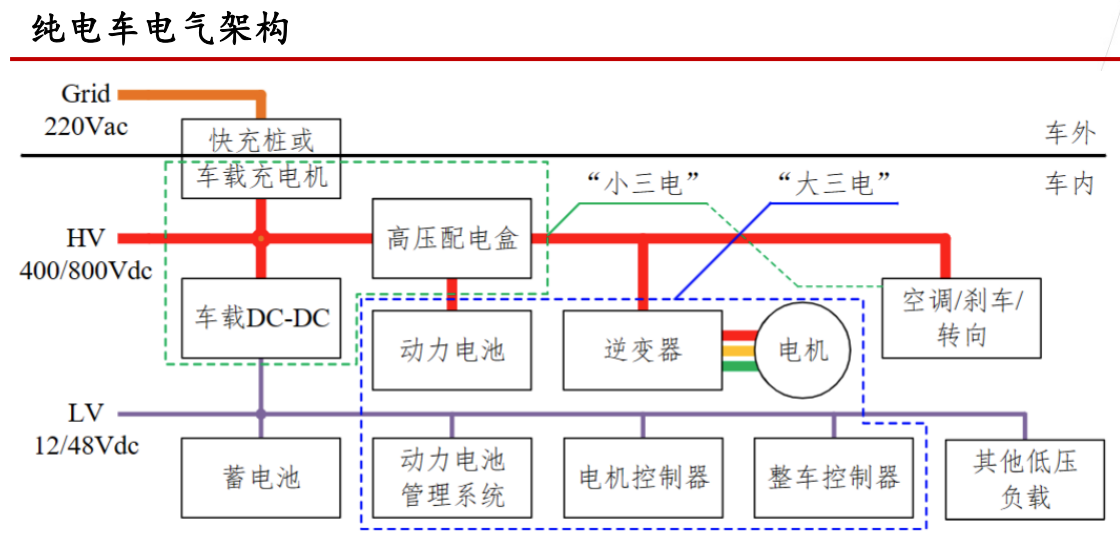 纯电车电气架构
Grid
220Vac
快充桩或
车载充电机
车外
车内
“小三电”
“大三电”
HV
400/800Vdc
高压配电盒
车载DC-DC
动力电池
逆变器
电机
空调/刹车/
转向
LV
12/48Vdc
蓄电池
动力电池
管理系统
电机控制器
整车控制器
其他低压
负载